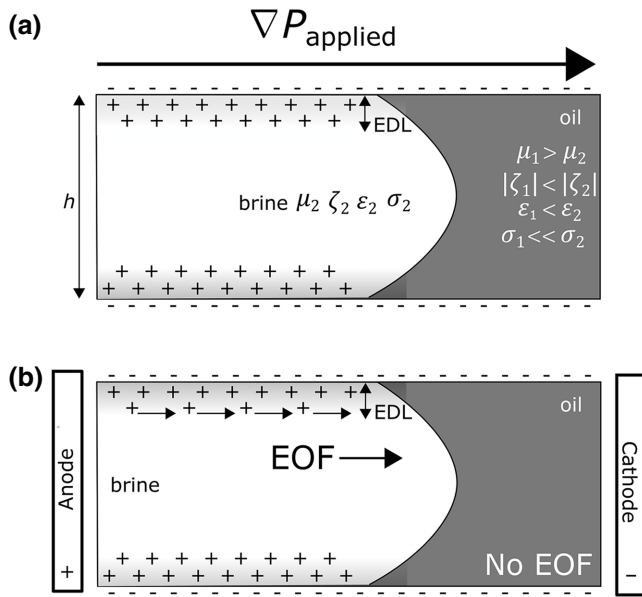 (a)
∇P applied
- - - - - - - - - - - - - - - - - - - - -
+ + + + + + + + +
+ + + + + + + +
EDL
oil
μ₁> μ₂
|ζ₁|<|ζ₂|
ε₁ < ε₂
σ₁<< σ₂
h
brine μ₂ ζ₂ ε₂ σ₂
+ + + + + + + +
+ + + + + + + + +
(b)
+ + + + + + + + +
+ + + +
EDL
oil
Anode
+
EOF
brine
Cathode
–
No EOF
+ + + + + + + +
+ + + + + + + + +